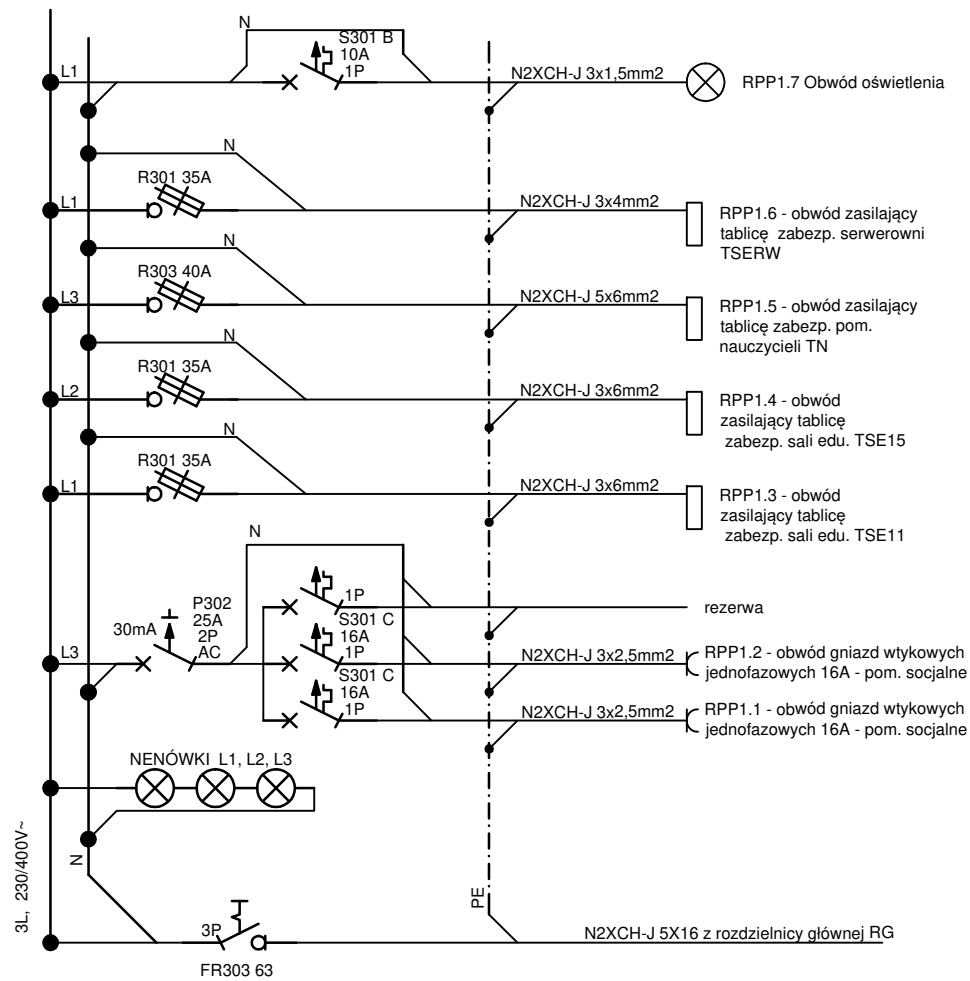 N
S301 B
10A
1P
L1
N2XCH-J 3x1,5mm2
RPP1.7 Obwód oświetlenia
N
R301 35A
L1
N2XCH-J 3x4mm2
RPP1.6 - obwód zasilający
tablicę zabezp. serwerowni
TSERW
N
R303 40A
L3
N2XCH-J 5x6mm2
RPP1.5 - obwód zasilający
tablicę zabezp. pom.
nauczycieli TN
N
R301 35A
L2
N2XCH-J 3x6mm2
RPP1.4 - obwód
zasilający tablicę
zabezp. sali edu. TSE15
N
R301 35A
L1
N2XCH-J 3x6mm2
RPP1.3 - obwód
zasilający tablicę
zabezp. sali edu. TSE11
N
1P
rezerwa
30mA
P302
25A
2P
AC
L3
S301 C
16A
1P
N2XCH-J 3x2,5mm2
RPP1.2 - obwód gniazd wtykowych
jednofazowych 16A - pom. socjalne
S301 C
16A
1P
N2XCH-J 3x2,5mm2
RPP1.1 - obwód gniazd wtykowych
jednofazowych 16A - pom. socjalne
NENÓWKI L1, L2, L3
3L, 230/400V~
N
PE
3P
FR303 63
N2XCH-J 5X16 z rozdzielnicy głównej RG